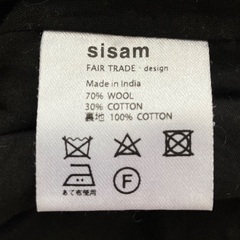 sisam
FAIR TRADE · design
Made in India
70% WOOL
30% COTTON
裏地 100% COTTON
あて布使用
F